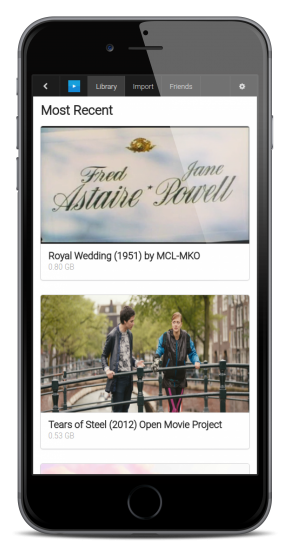 Library Import Friends
Most Recent
Fred Jane
Astaire * Powell
Royal Wedding (1951) by MCL-MKO
0.80 GB
Tears of Steel (2012) Open Movie Project
0.53 GB